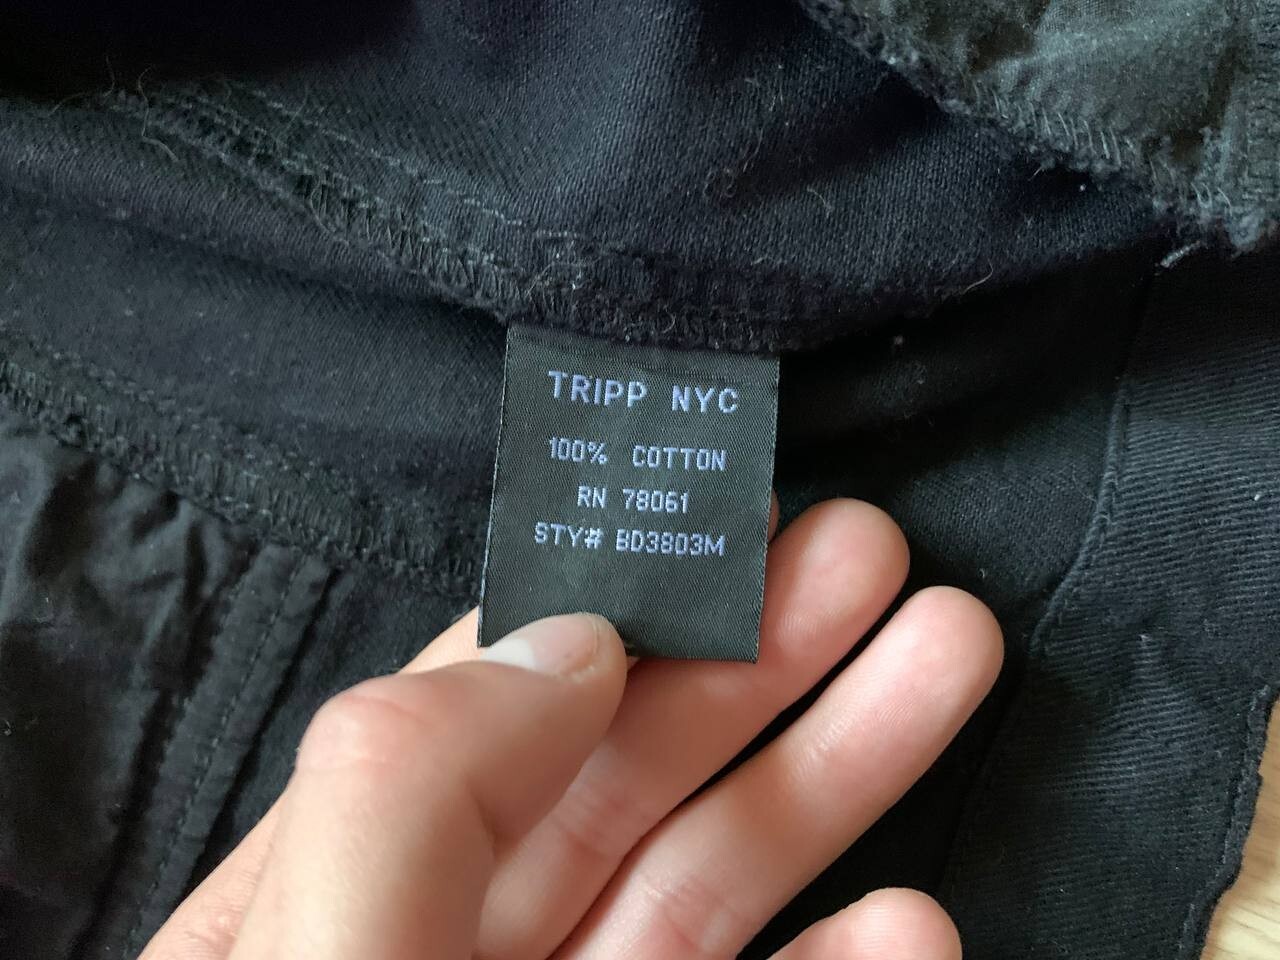 TRIPP NYC
100% COTTON
RN 78061
STY# BD3803M